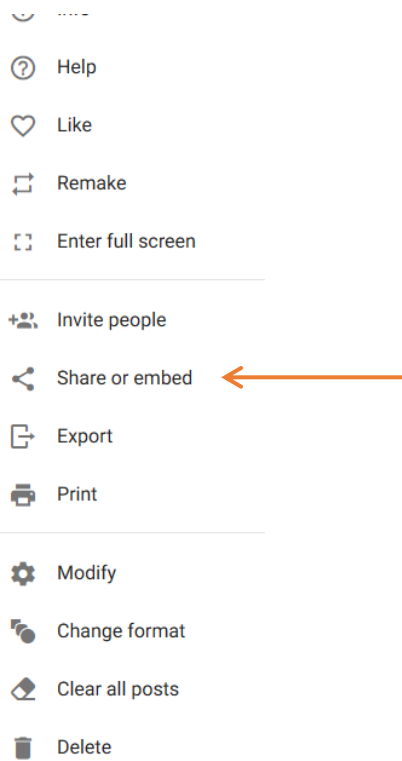 Help
Like
Remake
Enter full screen
Invite people
Share or embed
Export
Print
Modify
Change format
Clear all posts
Delete